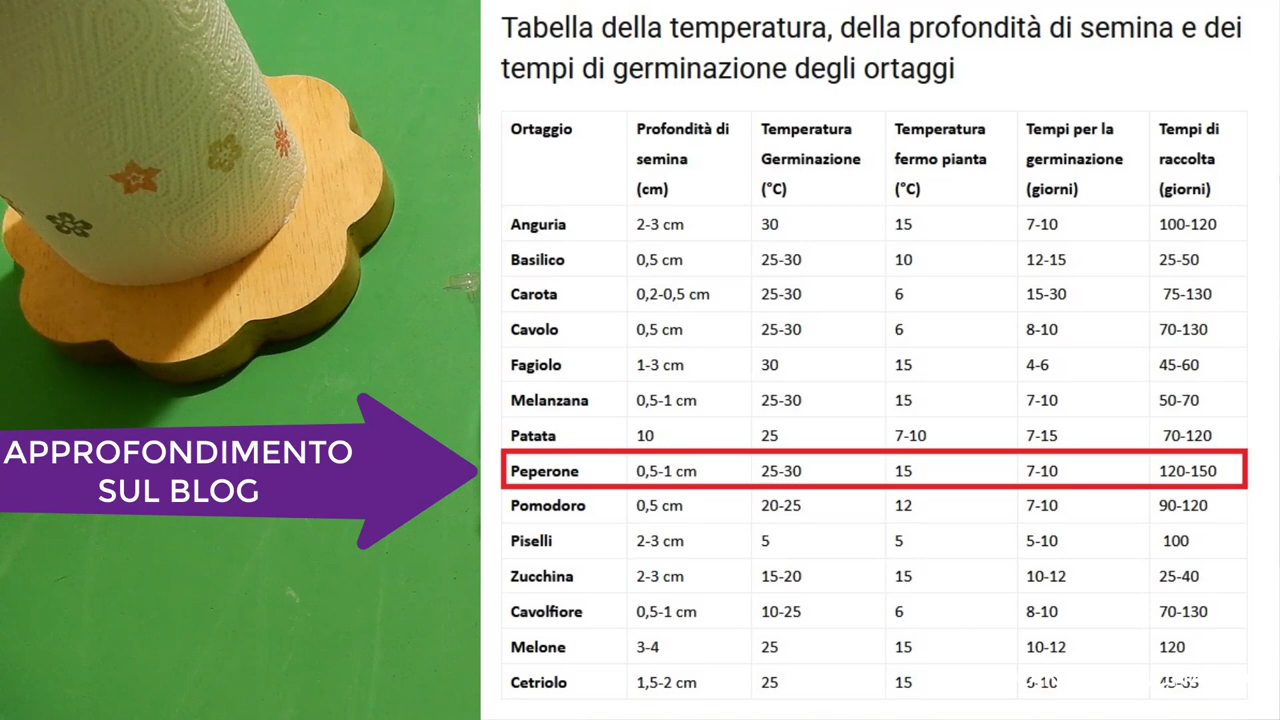 Tabella della temperatura, della profondità di semina e dei
tempi di germinazione degli ortaggi
Ortaggio Profondità di semina (cm) Temperatura Germinazione (°C) Temperatura fermo pianta (°C) Tempi per la germinazione (giorni) Tempi di raccolta (giorni)
Anguria 2-3 cm 30 15 7-10 100-120
Basilico 0,5 cm 25-30 10 12-15 25-50
Carota 0,2-0,5 cm 25-30 6 15-30 75-130
Cavolo 0,5 cm 25-30 6 8-10 70-130
Fagiolo 1-3 cm 30 15 4-6 45-60
Melanzana 0,5-1 cm 25-30 15 7-10 50-70
Patata 10 25 7-10 7-15 70-120
Peperone 0,5-1 cm 25-30 15 7-10 120-150
Pomodoro 0,5 cm 20-25 12 7-10 90-120
Piselli 2-3 cm 5 5 5-10 100
Zucchina 2-3 cm 15-20 15 10-12 25-40
Cavolfiore 0,5-1 cm 10-25 6 8-10 70-130
Melone 3-4 25 15 10-12 120
Cetriolo 1,5-2 cm 25 15 6-10
APPROFONDIMENTO
SUL BLOG